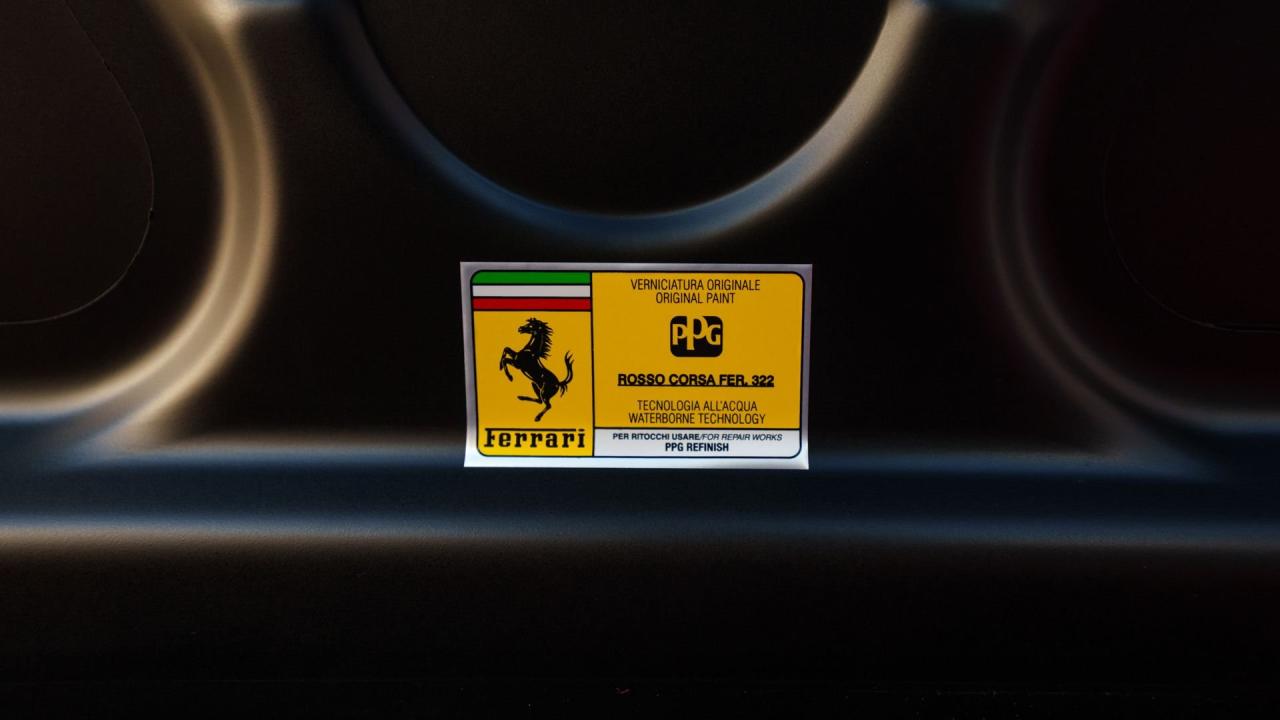 Ferrari
VERNICIATURA ORIGINALE
ORIGINAL PAINT
PPG
ROSSO CORSA FER. 322
TECNOLOGIA ALL'ACQUA
WATERBORNE TECHNOLOGY
PER RITOCCHI USARE/FOR REPAIR WORKS
PPG REFINISH